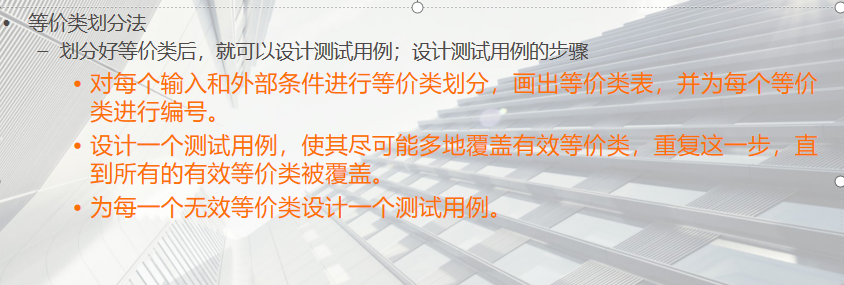 • 等价类划分法
– 划分好等价类后，就可以设计测试用例；设计测试用例的步骤
• 对每个输入和外部条件进行等价类划分，画出等价类表，并为每个等价
类进行编号。
• 设计一个测试用例，使其尽可能多地覆盖有效等价类，重复这一步，直
到所有的有效等价类被覆盖。
• 为每一个无效等价类设计一个测试用例。